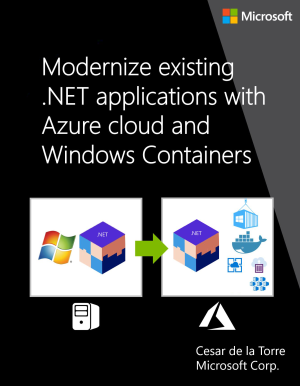 Microsoft
Modernize existing
.NET applications with
Azure cloud and
Windows Containers
.NET
.NET
Cesar de la Torre
Microsoft Corp.